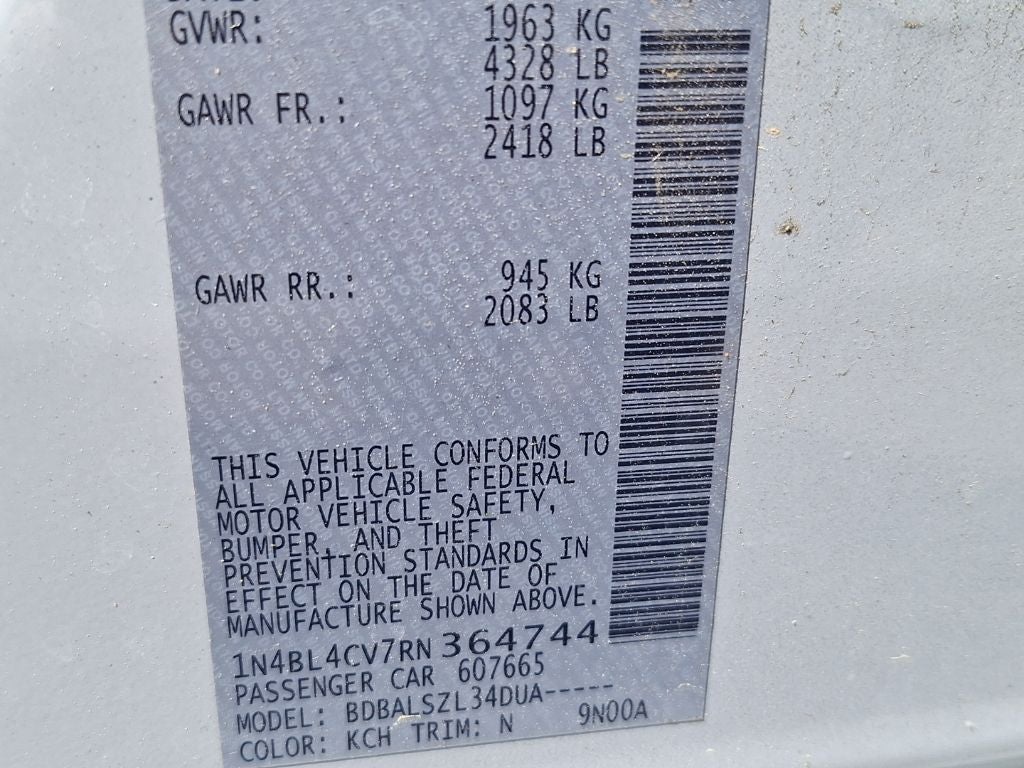 GVWR: 1963 KG
4328 LB
GAWR FR.: 1097 KG
2418 LB
GAWR RR.: 945 KG
2083 LB
THIS VEHICLE CONFORMS TO
ALL APPLICABLE FEDERAL
MOTOR VEHICLE SAFETY,
BUMPER, AND THEFT
PREVENTION STANDARDS IN
EFFECT ON THE DATE OF
MANUFACTURE SHOWN ABOVE.
1N4BL4CV7RN364744
PASSENGER CAR 607665
MODEL: BDBALSZL34DUA-----
COLOR: KCH TRIM: N 9N00A